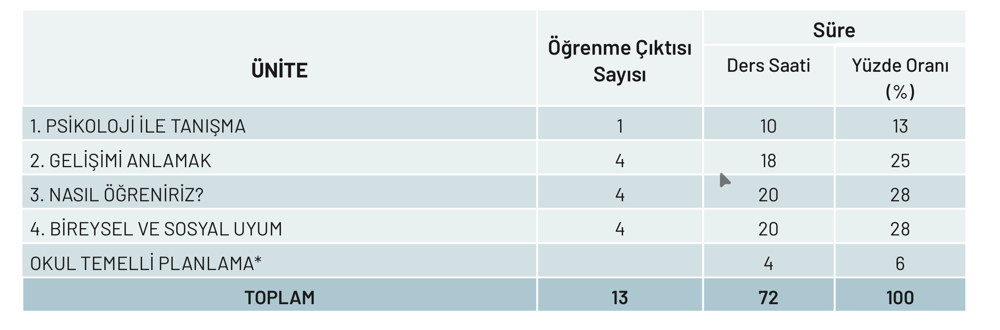 ÜNİTE
Öğrenme Çıktısı
Sayısı
Süre
Ders Saati
Yüzde Oranı
(%)
1. PSİKOLOJİ İLE TANIŞMA 1 10 13
2. GELİŞİMİ ANLAMAK 4 18 25
3. NASIL ÖĞRENİRİZ? 4 20 28
4. BİREYSEL VE SOSYAL UYUM 4 20 28
OKUL TEMELLİ PLANLAMA* 4 6
TOPLAM 13 72 100